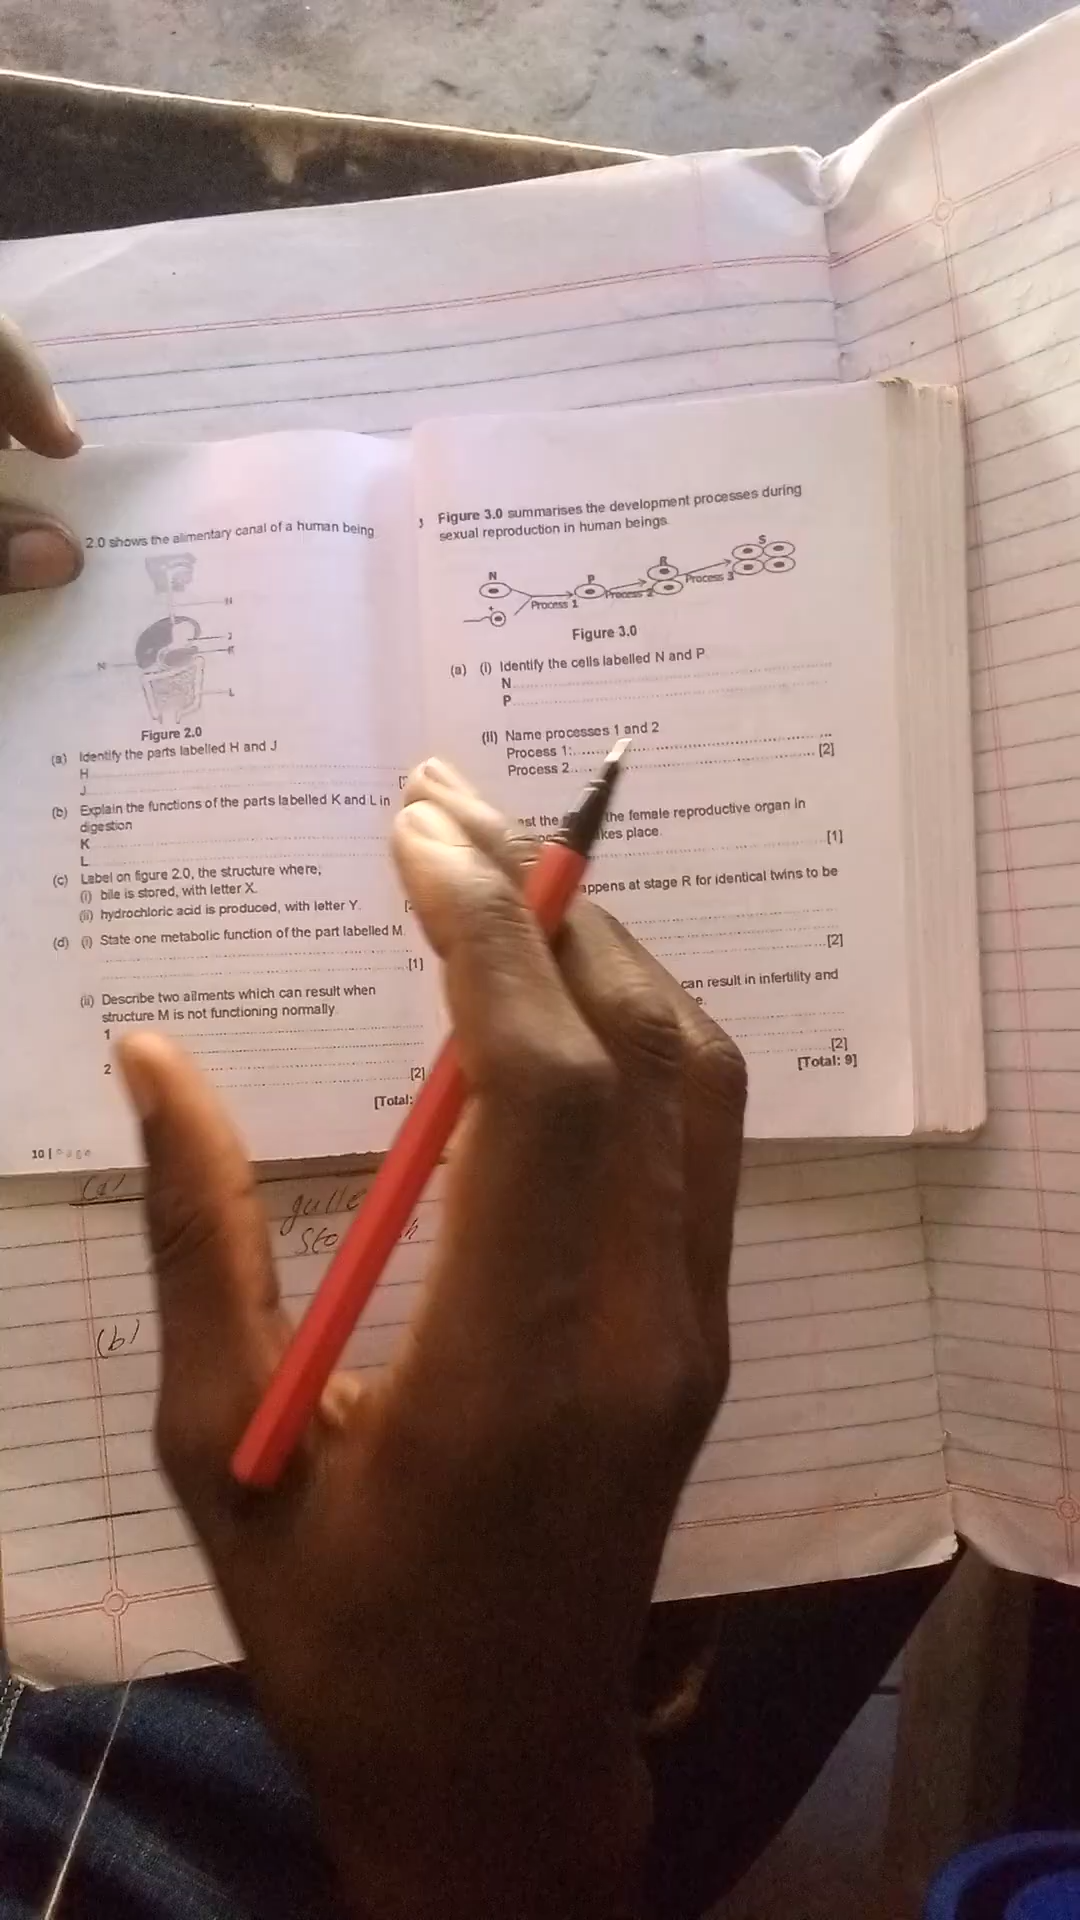 2.0 shows the alimentary canal of a human being
H
J
K
N
L
Figure 2.0
(a) Identify the parts labelled H and J
H
J
(b) Explain the functions of the parts labelled K and L in
digestion
K
L
(c) Label on figure 2.0, the structure where;
(i) bile is stored, with letter X.
(ii) hydrochloric acid is produced, with letter Y.
(d) (i) State one metabolic function of the part labelled M.
[1]
(ii) Describe two ailments which can result when
structure M is not functioning normally.
1
2
[2]
[Total:
10 | Page
Figure 3.0 summarises the development processes during
sexual reproduction in human beings.
N
P
R
S
Process 1
Process 2
Process 3
Figure 3.0
(a) (i) Identify the cells labelled N and P
N
P
(ii) Name processes 1 and 2
Process 1:
Process 2
[2]
the female reproductive organ in
place.
[1]
at stage R for identical twins to be
[2]
can result in infertility and
[2]
[Total: 9]
(a)
(b)